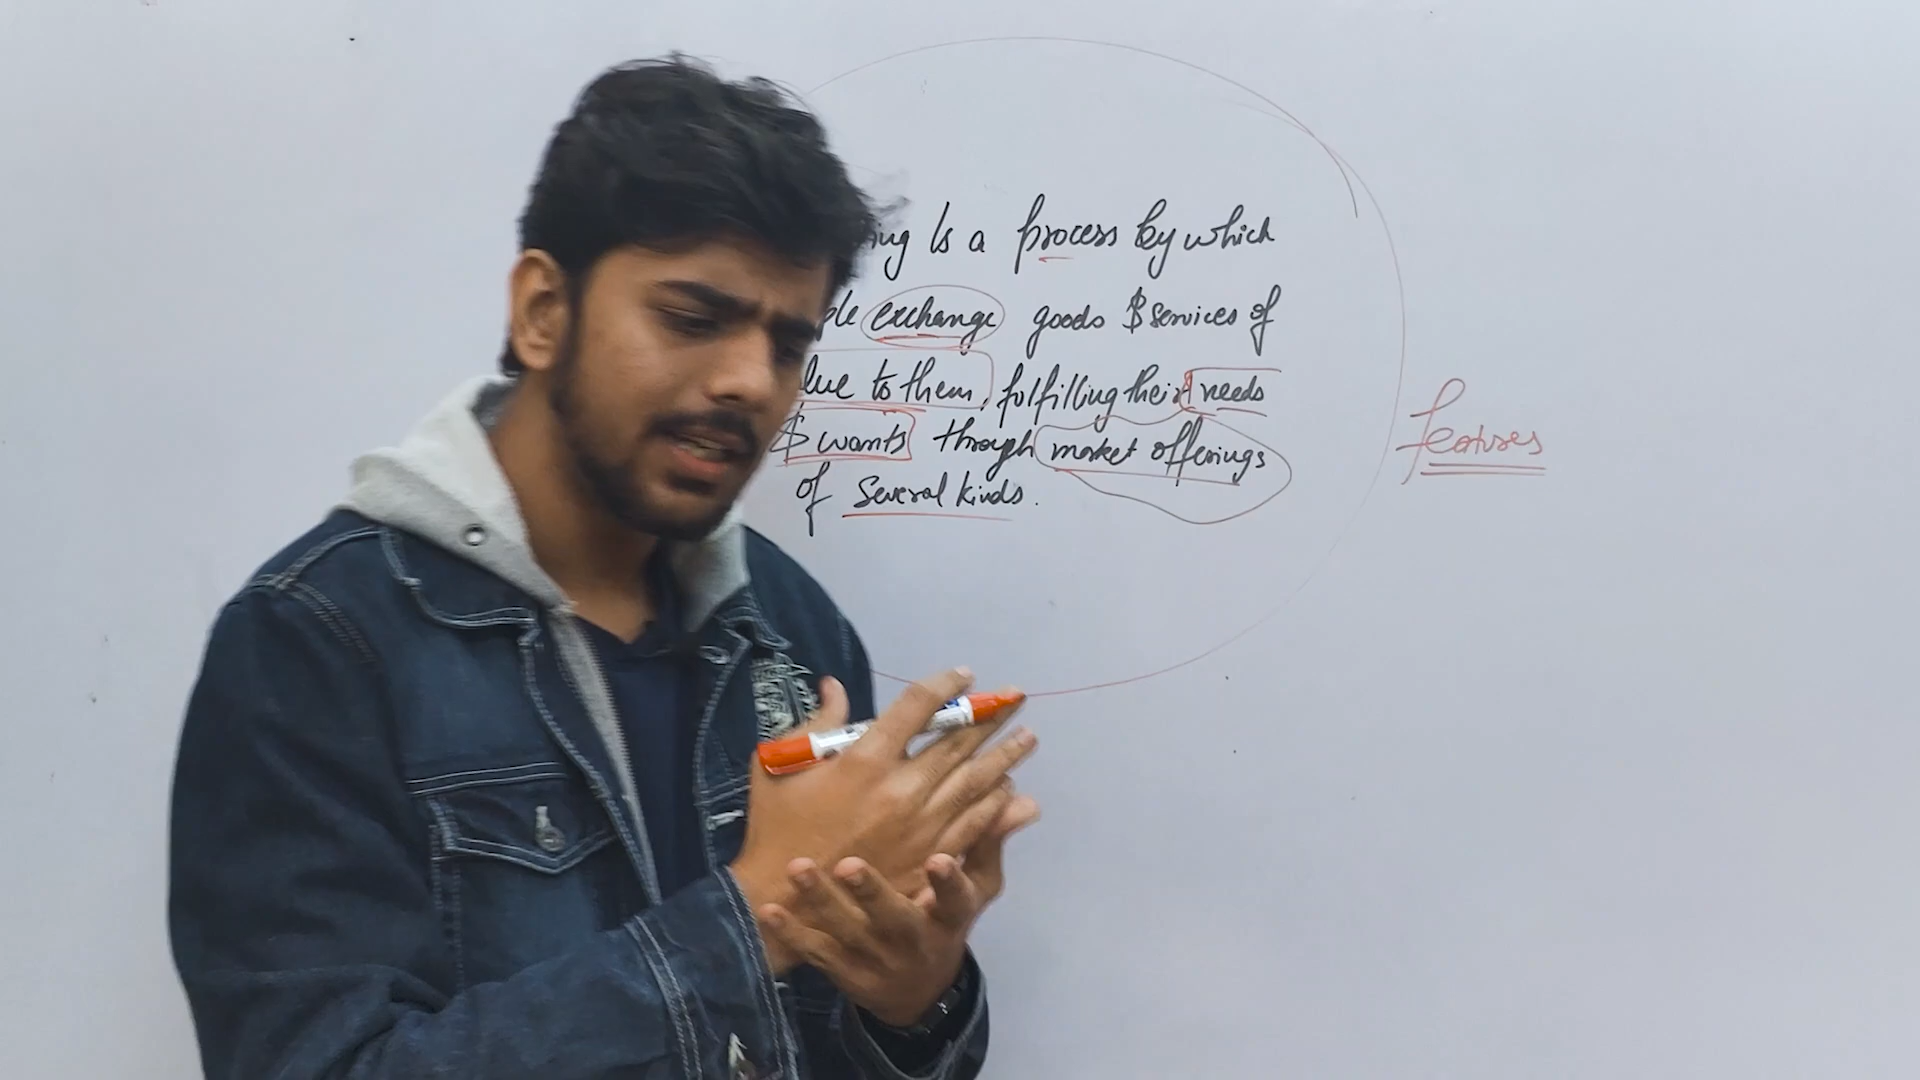 Is a process by which
exchange goods & services of
to them, fulfilling their needs
& wants through market offerings
of several kinds.
features